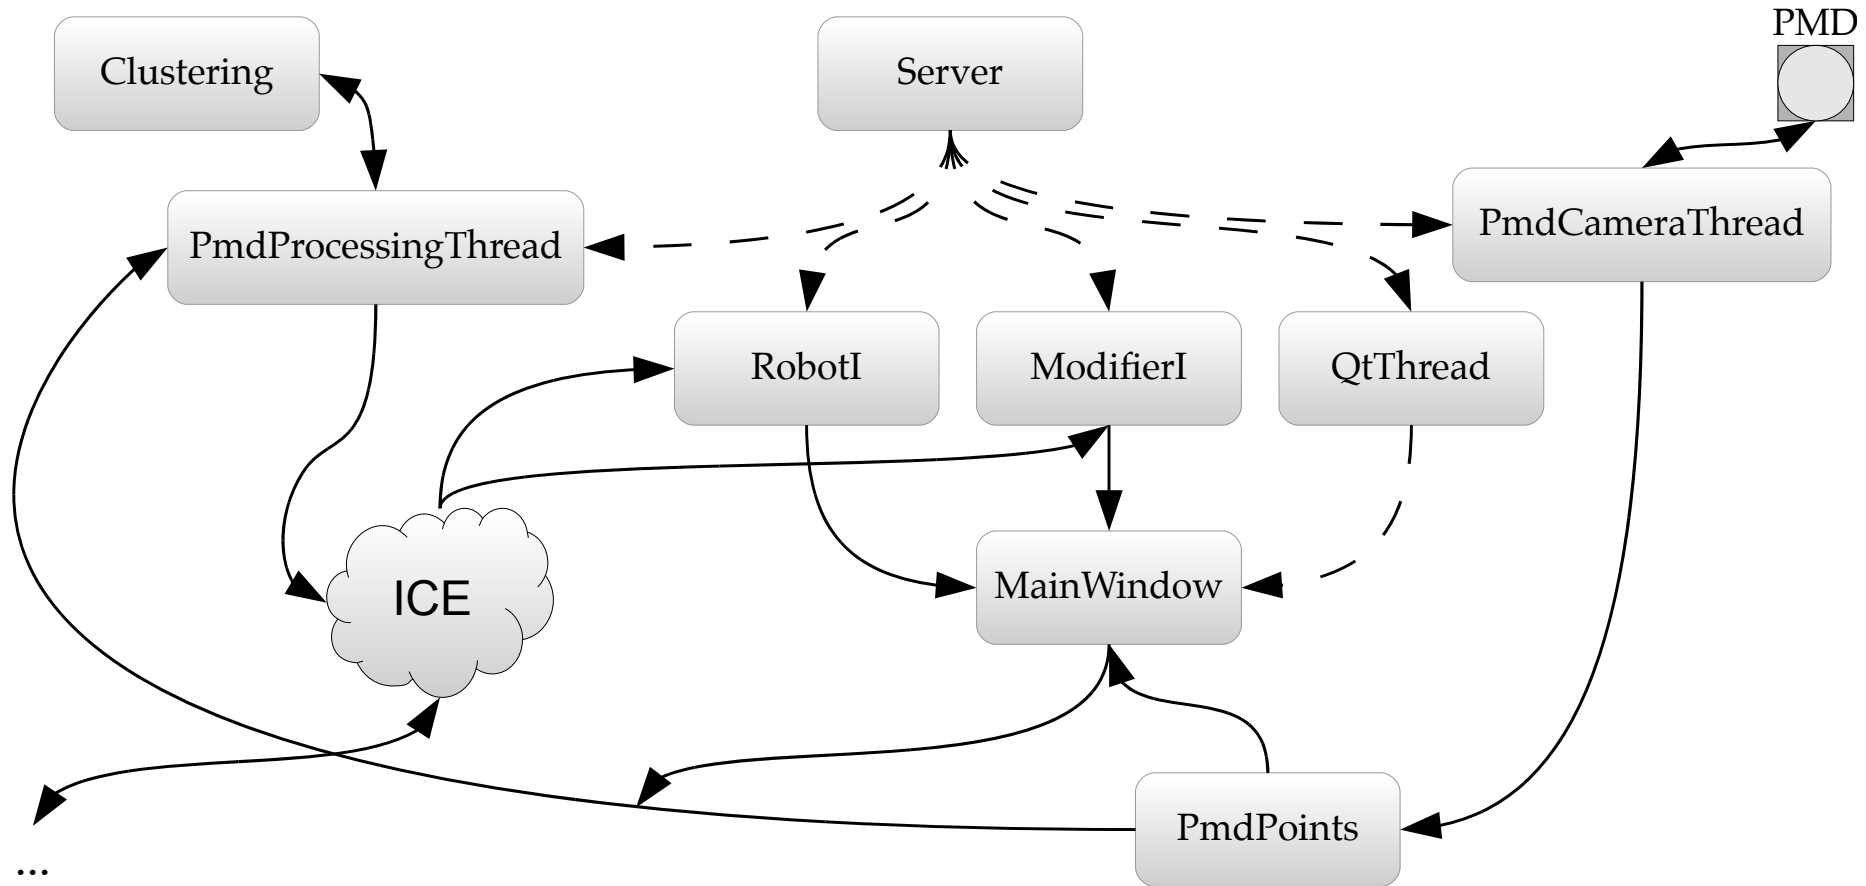 PMD
Clustering
Server
PmdProcessingThread
PmdCameraThread
RobotI
ModifierI
QtThread
ICE
MainWindow
PmdPoints
...